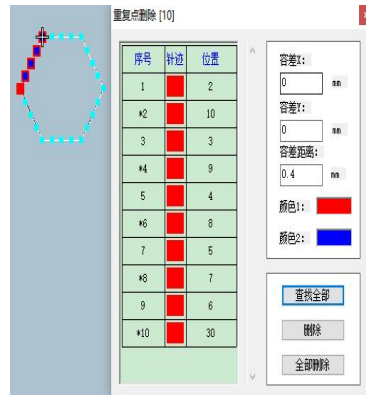 重复点删除 [10]
序号 针迹 位置
1 2
*2 10
3 3
*4 9
5 4
*6 8
7 5
*8 7
9 6
*10 30
容差X:
0 mm
容差Y:
0 mm
容差距离:
0.4 mm
颜色1:
颜色2:
查找全部
删除
全部删除